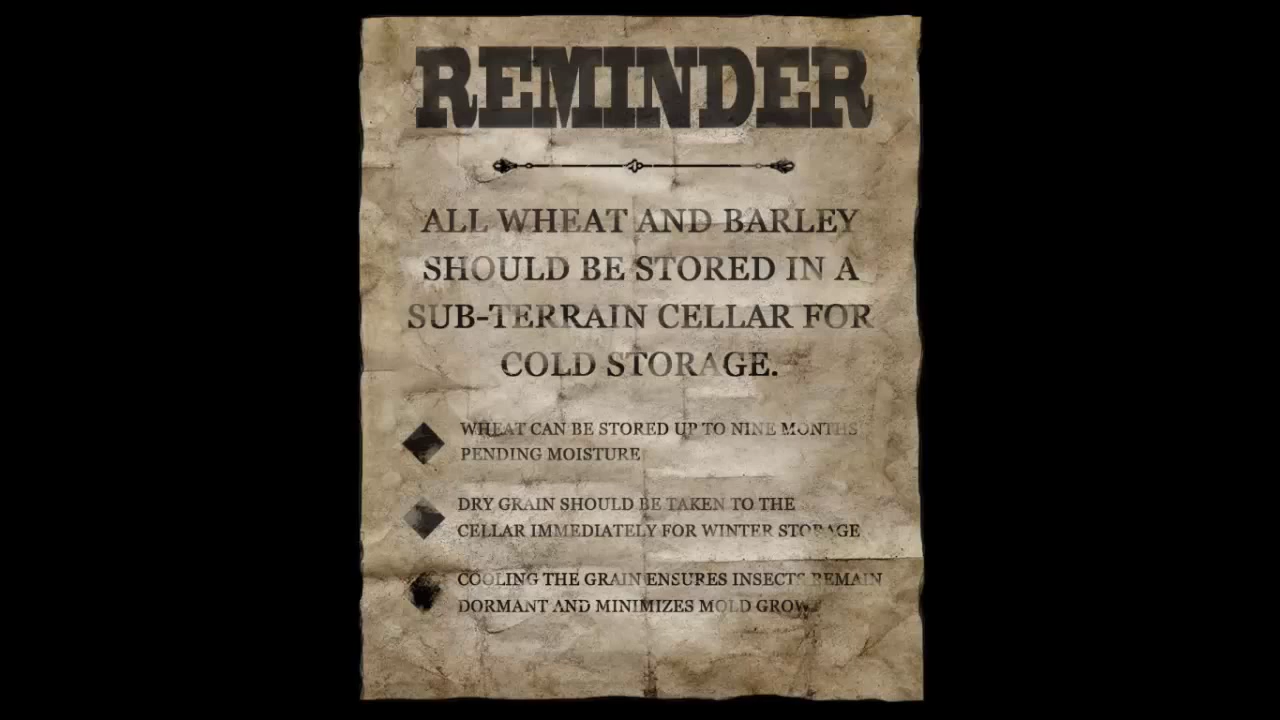 REMINDER
ALL WHEAT AND BARLEY
SHOULD BE STORED IN A
SUB-TERRAIN CELLAR FOR
COLD STORAGE.
WHEAT CAN BE STORED UP TO NINE MONTHS
PENDING MOISTURE
DRY GRAIN SHOULD BE TAKEN TO THE
CELLAR IMMEDIATELY FOR WINTER STORAGE
COOLING THE GRAIN ENSURES INSECTS REMAIN
DORMANT AND MINIMIZES MOLD